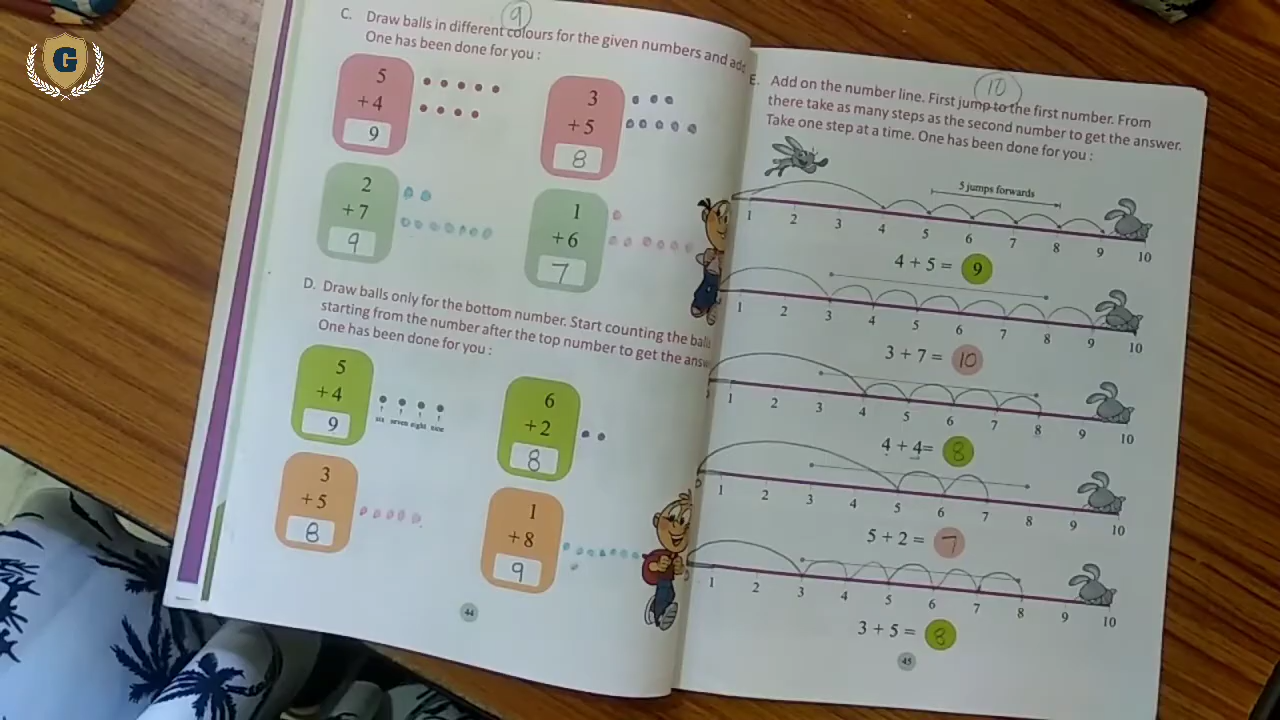 G
9
C. Draw balls in different colours for the given numbers and add.
One has been done for you :
5
+ 4
9
3
+ 5
8
2
+ 7
9
1
+ 6
7
D. Draw balls only for the bottom number. Start counting the balls
starting from the number after the top number to get the answ
One has been done for you :
5
+ 4
9
six seven eight nine
6
+ 2
8
3
+ 5
8
1
+ 8
9
44
10
E. Add on the number line. First jump to the first number. From
there take as many steps as the second number to get the answer.
Take one step at a time. One has been done for you :
5 jumps forwards
1 2 3 4 5 6 7 8 9 10
4 + 5 = 9
1 2 3 4 5 6 7 8 9 10
3 + 7 = 10
1 2 3 4 5 6 7 8 9 10
4 + 4 = 8
1 2 3 4 5 6 7 8 9 10
5 + 2 = 7
1 2 3 4 5 6 7 8 9 10
3 + 5 = 8
45